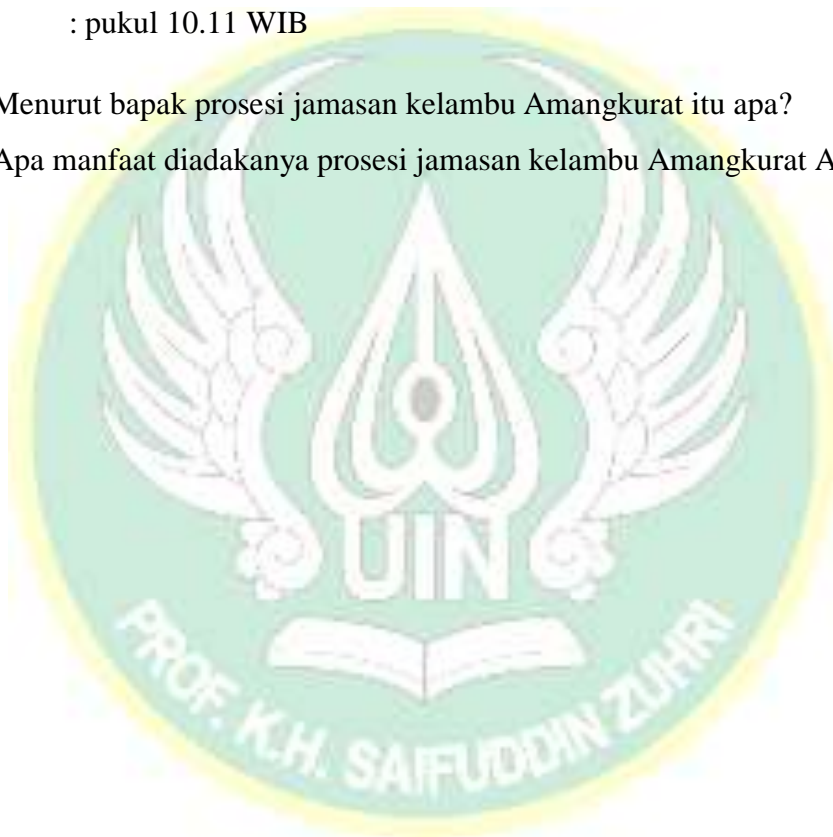 : pukul 10.11 WIB
Menurut bapak prosesi jamasan kelambu Amangkurat itu apa?
Apa manfaat diadakanya prosesi jamasan kelambu Amangkurat A
UIN
PROF. K.H. SAIFUDDIN ZUHRI